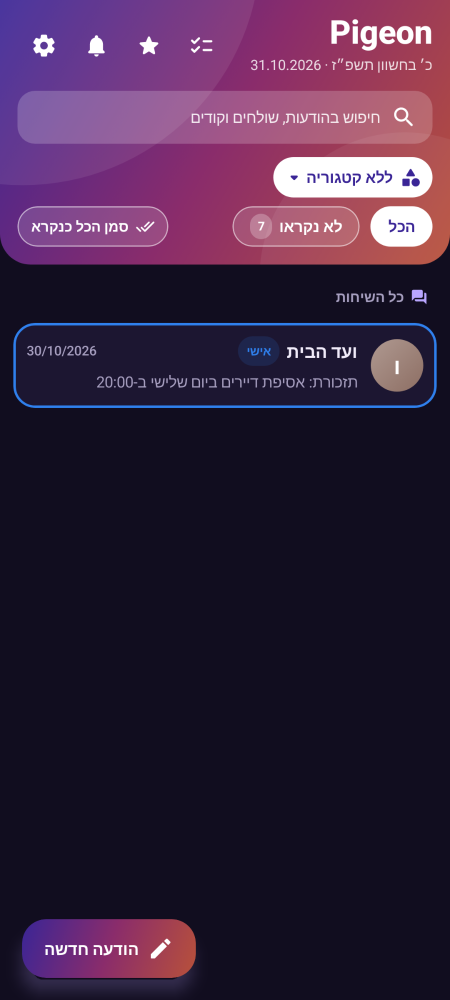 Pigeon
כ׳ בחשוון תשפ״ז · 31.10.2026
חיפוש בהודעות, שולחים וקודים
ללא קטגוריה
הכל
לא נקראו 7
סמן הכל כנקרא
כל השיחות
ו
ועד הבית אישי 30/10/2026
תזכורת: אסיפת דיירים ביום שלישי ב-20:00
הודעה חדשה